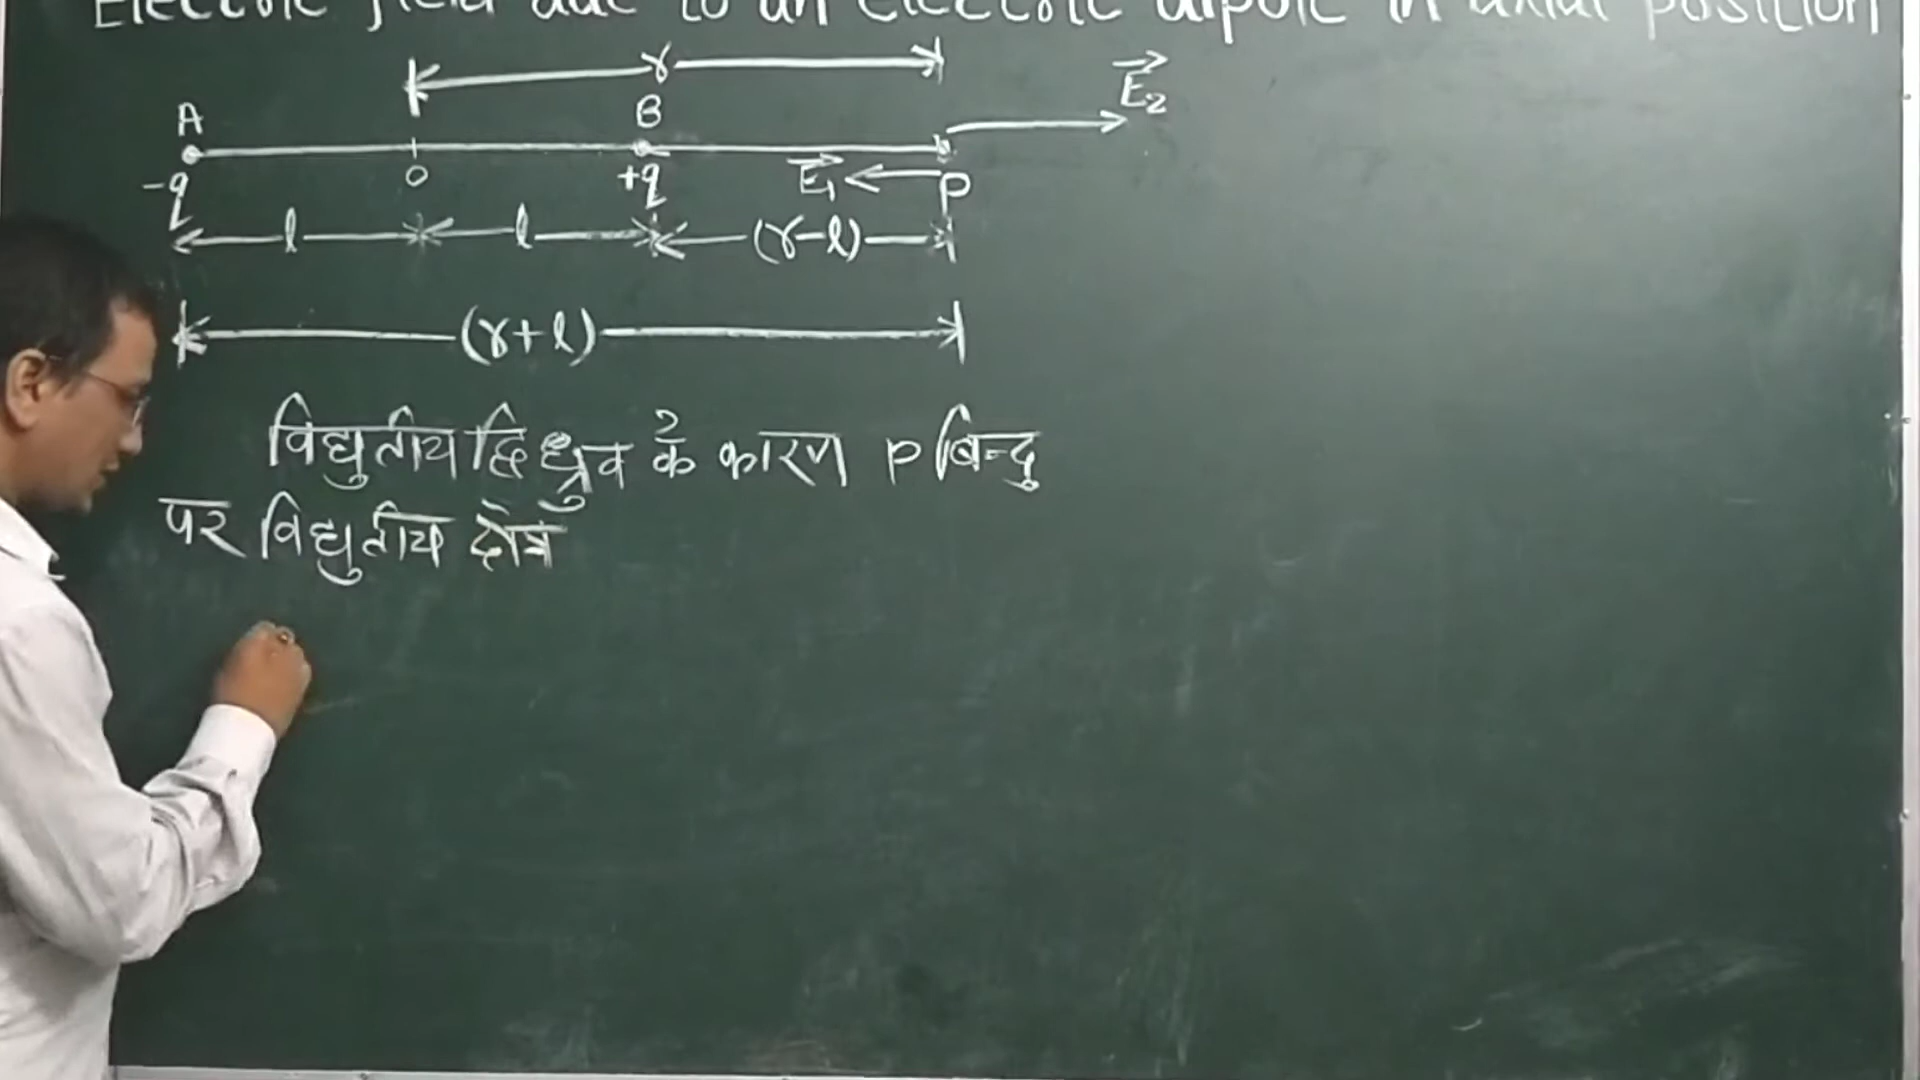 Electric field due to an electric dipole in axial position
r
A B E₂
-q O +q E₁ P
l l (r-l)
(r+l)
विद्युतीय द्विध्रुव के कारण P बिन्दु
पर विद्युतीय क्षेत्र